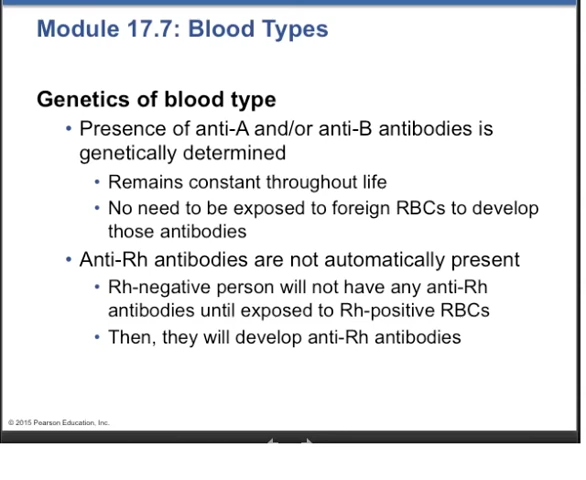 Module 17.7: Blood Types
Genetics of blood type
• Presence of anti-A and/or anti-B antibodies is
genetically determined
• Remains constant throughout life
• No need to be exposed to foreign RBCs to develop
those antibodies
• Anti-Rh antibodies are not automatically present
• Rh-negative person will not have any anti-Rh
antibodies until exposed to Rh-positive RBCs
• Then, they will develop anti-Rh antibodies
© 2015 Pearson Education, Inc.